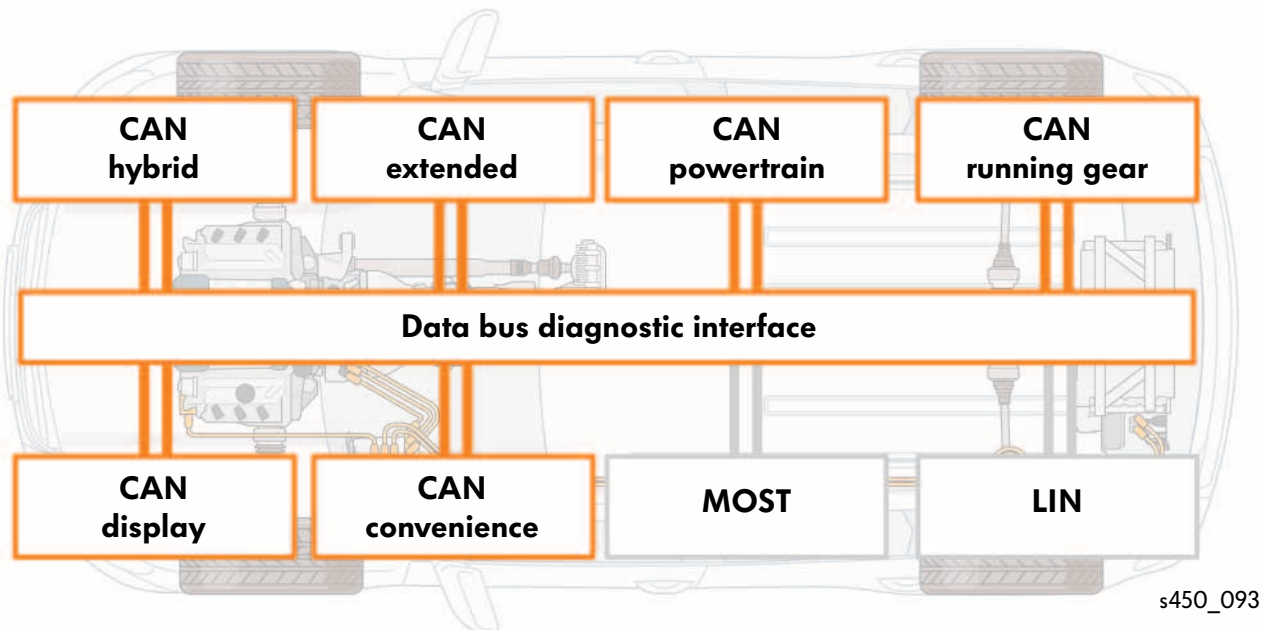 CAN
hybrid
CAN
extended
CAN
powertrain
CAN
running gear
Data bus diagnostic interface
CAN
display
CAN
convenience
MOST
LIN
s450_093